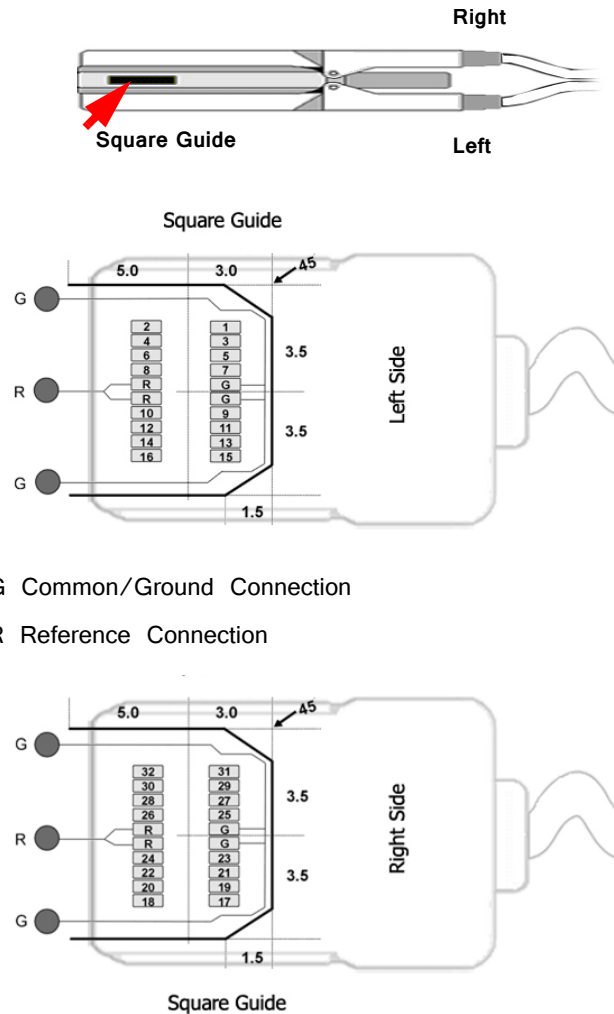 Right
Square Guide
Left
Square Guide
5.0 3.0 45
G
2 1
4 3
6 5
8 7
R R G
R G
10 9
12 11
14 13
16 15
G
3.5
3.5
1.5
Left Side
G Common/Ground Connection
R Reference Connection
5.0 3.0 45
G
32 31
30 29
28 27
26 25
R R G
R G
24 23
22 21
20 19
18 17
G
3.5
3.5
1.5
Right Side
Square Guide